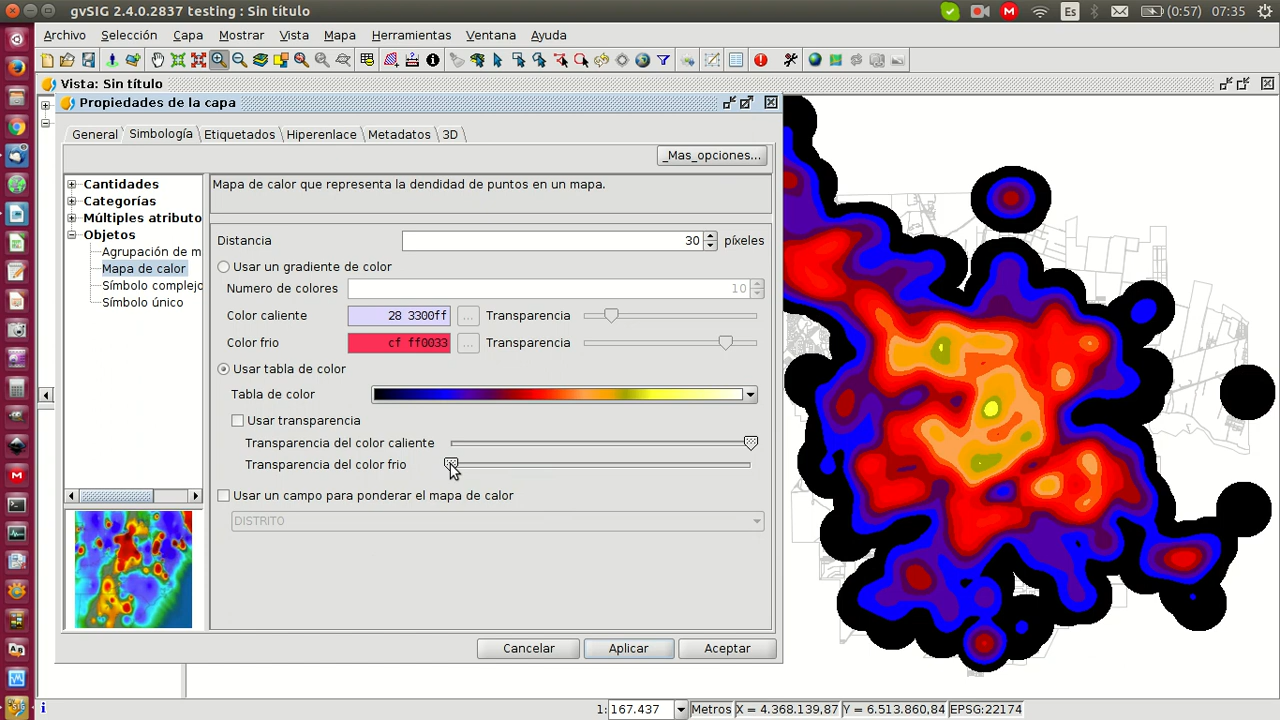 gvSIG 2.4.0.2837 testing : Sin título
Es
(0:57)
07:35
Archivo Selección Capa Mostrar Vista Mapa Herramientas Ventana Ayuda
Vista: Sin título
Propiedades de la capa
General Simbología Etiquetados Hiperenlace Metadatos 3D
_Mas_opciones...
Cantidades
Categorías
Múltiples atributo
Objetos
Agrupación de m
Mapa de calor
Símbolo complejo
Símbolo único
Mapa de calor que representa la dendidad de puntos en un mapa.
Distancia 30 píxeles
Usar un gradiente de color
Numero de colores 10
Color caliente 28 3300ff ... Transparencia
Color frio cf ff0033 ... Transparencia
Usar tabla de color
Tabla de color
Usar transparencia
Transparencia del color caliente
Transparencia del color frio
Usar un campo para ponderar el mapa de calor
DISTRITO
Cancelar Aplicar Aceptar
1: 167.437 Metros X = 4.368.139,87 Y = 6.513.860,84 EPSG:22174